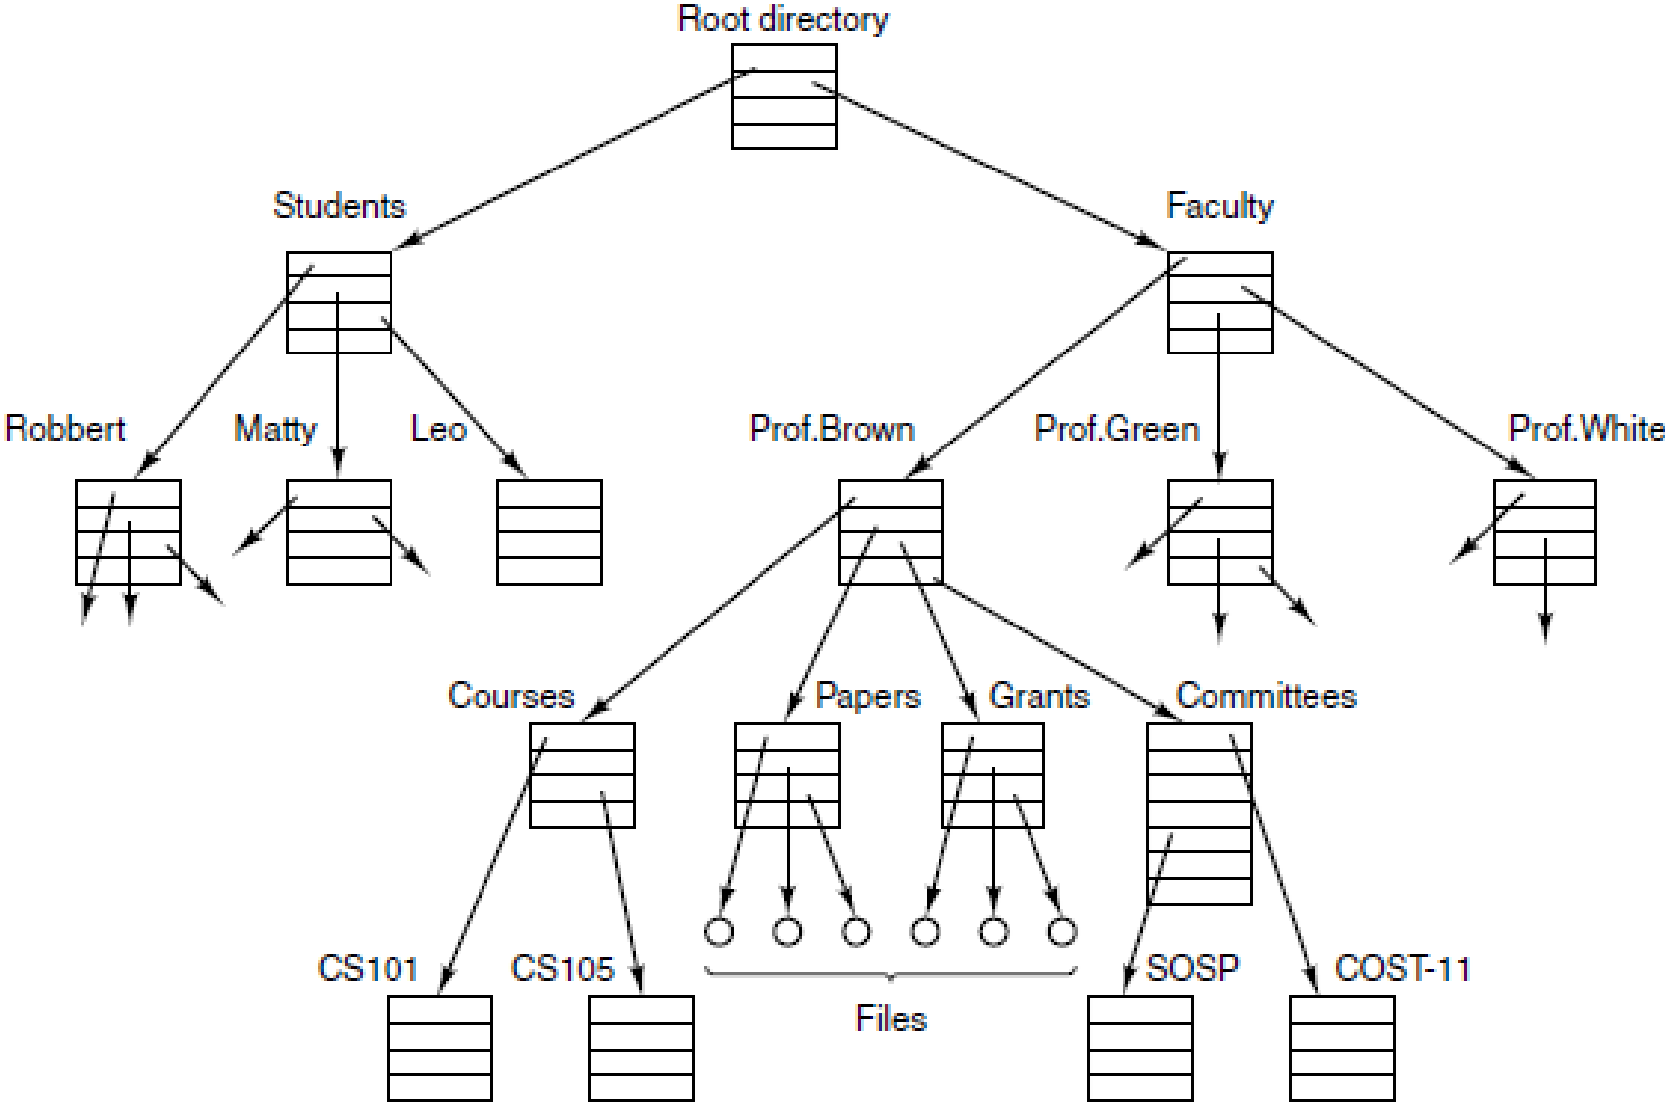 Root directory
Students
Faculty
Robbert
Matty
Leo
Prof.Brown
Prof.Green
Prof.White
Courses
Papers
Grants
Committees
CS101
CS105
SOSP
COST-11
Files